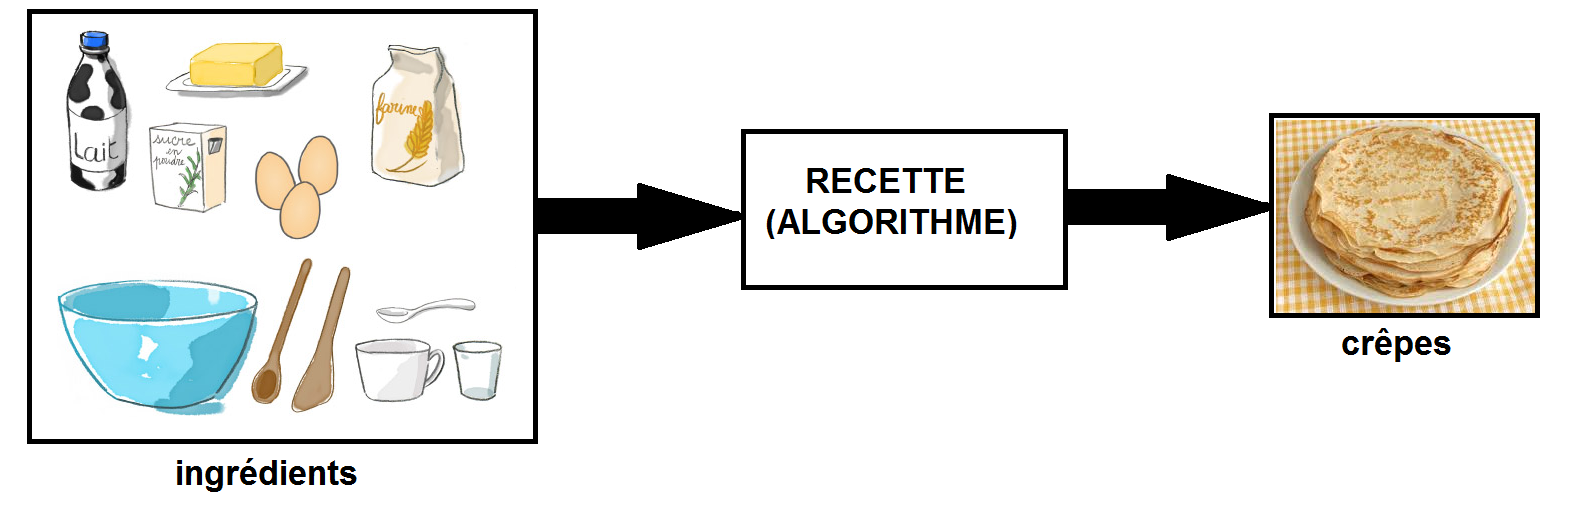 Lait
sucre
en
poudre
farine
ingrédients
RECETTE
(ALGORITHME)
crêpes